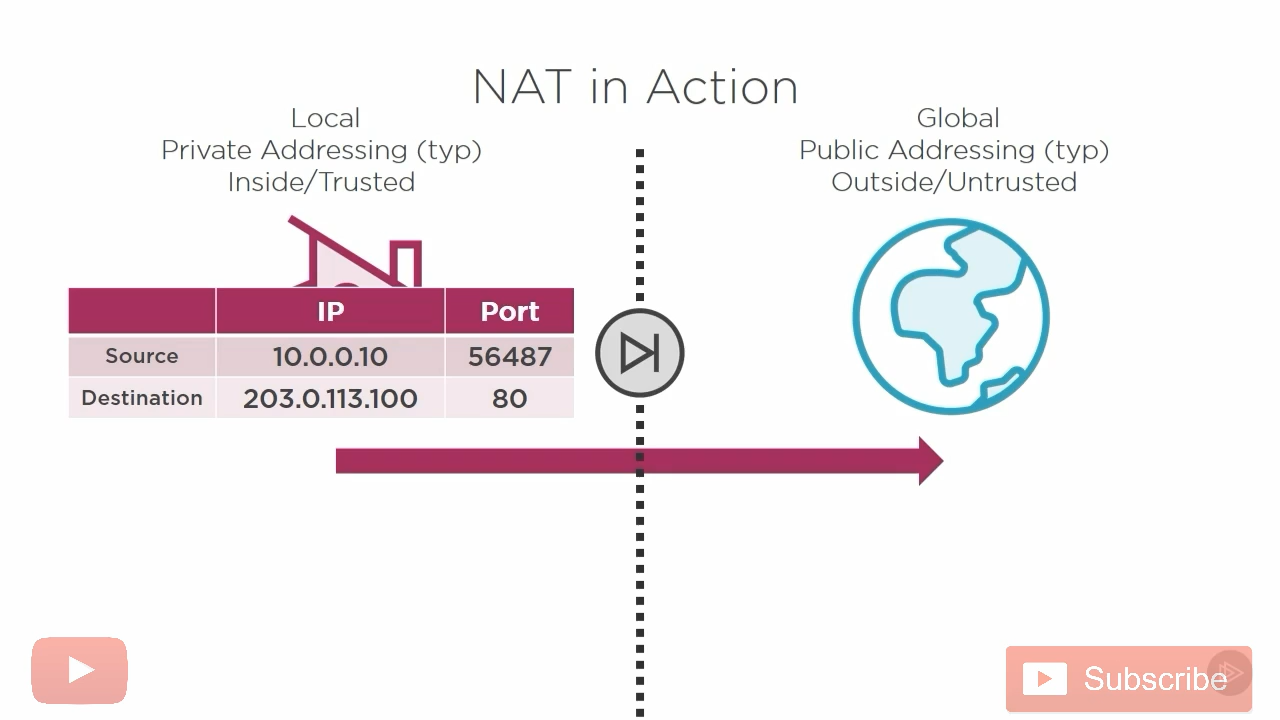 NAT in Action
Local
Private Addressing (typ)
Inside/Trusted
Global
Public Addressing (typ)
Outside/Untrusted
IP Port
Source 10.0.0.10 56487
Destination 203.0.113.100 80
Subscribe